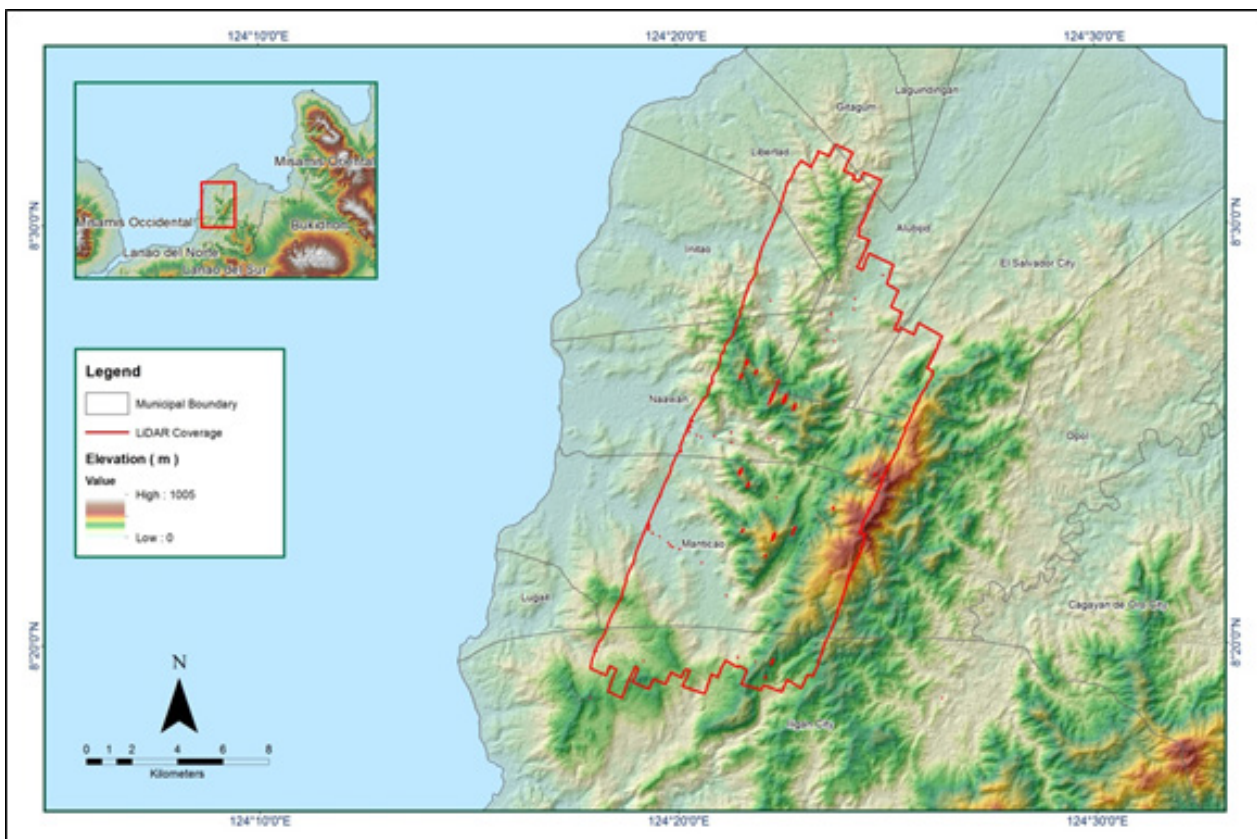 124°10'0"E
124°20'0"E
124°30'0"E
Laguindingan
Gitagum
Libertad
Misamis Oriental
Misamis Occidental
Bukidnon
Lanao del Norte
Lanao del Sur
8°30'0"N
8°30'0"N
Alubijid
Initao
El Salvador City
Legend
Municipal Boundary
LiDAR Coverage
Elevation ( m )
Value
High : 1005
Low : 0
Naawan
Opol
Manticao
Lugait
Cagayan de Oro City
8°20'0"N
8°20'0"N
N
Iligan City
0 1 2 4 6 8
Kilometers
124°10'0"E
124°20'0"E
124°30'0"E